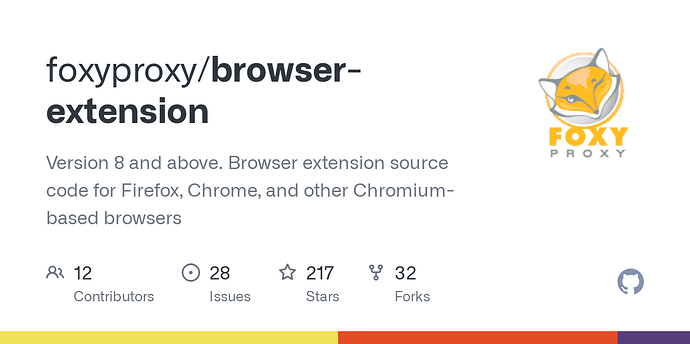 foxyproxy/browser-
extension
FOXY
PROXY
Version 8 and above. Browser extension source
code for Firefox, Chrome, and other Chromium-
based browsers
12
Contributors
28
Issues
217
Stars
32
Forks